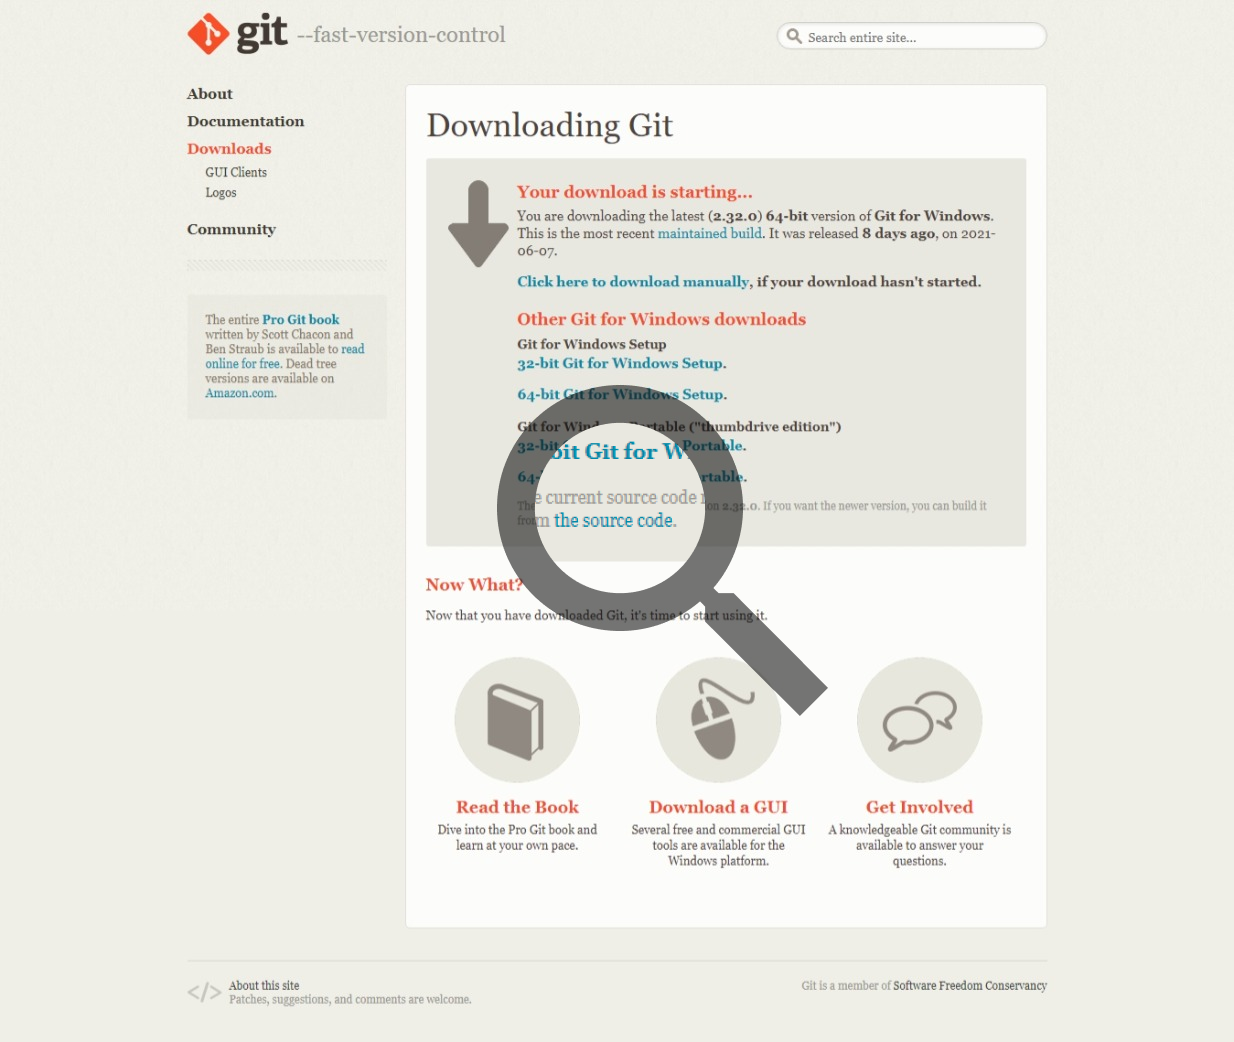 git --fast-version-control
Search entire site...
About
Documentation
Downloads
GUI Clients
Logos
Community
The entire Pro Git book
written by Scott Chacon and
Ben Straub is available to read
online for free. Dead tree
versions are available on
Amazon.com.
Downloading Git
Your download is starting...
You are downloading the latest (2.32.0) 64-bit version of Git for Windows.
This is the most recent maintained build. It was released 8 days ago, on 2021-
06-07.
Click here to download manually, if your download hasn't started.
Other Git for Windows downloads
Git for Windows Setup
32-bit Git for Windows Setup.
64-bit Git for Windows Setup.
Git for Portable ("thumbdrive edition")
32-bit Portable.
bit Git for
64-
current source code on 2.32.0. If you want the newer version, you can build it
the source code.
Now What?
Now that you have downloaded Git, it's time to start using it.
Read the Book
Dive into the Pro Git book and
learn at your own pace.
Download a GUI
Several free and commercial GUI
tools are available for the
Windows platform.
Get Involved
A knowledgeable Git community is
available to answer your
questions.
</> About this site
Patches, suggestions, and comments are welcome.
Git is a member of Software Freedom Conservancy